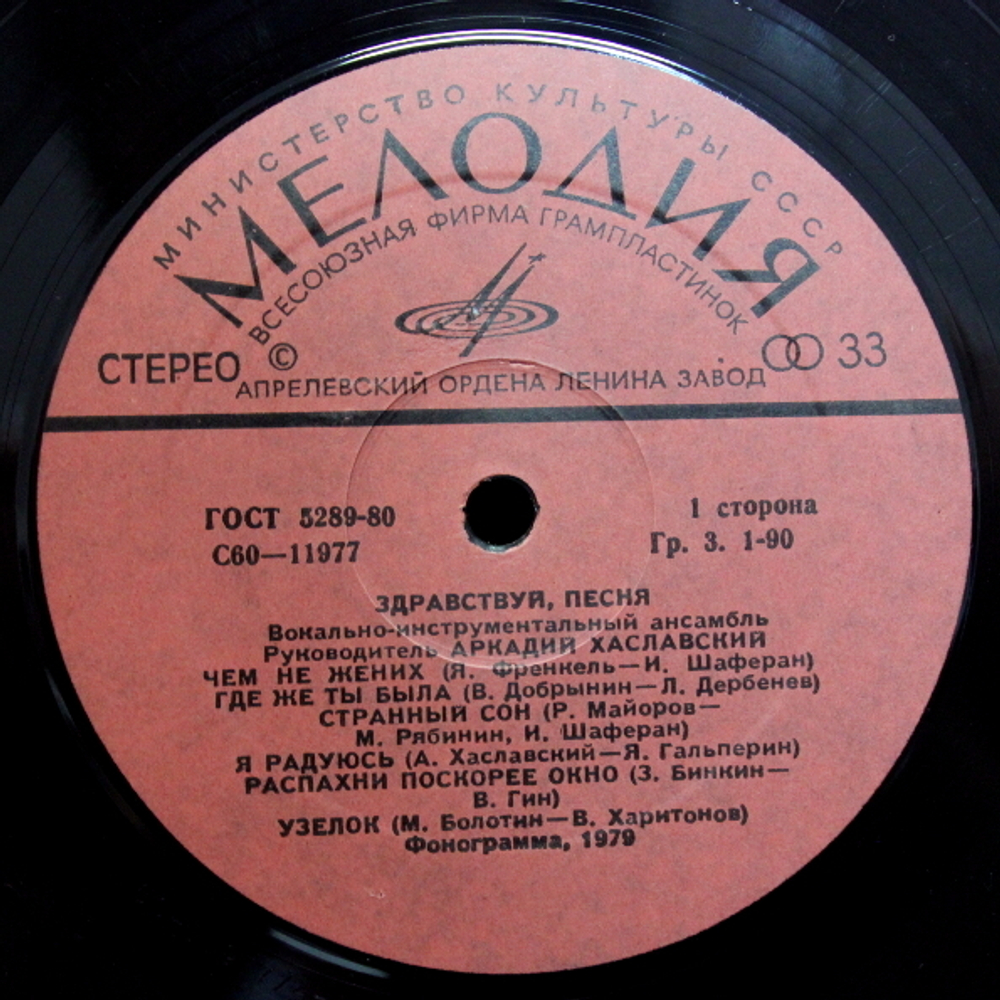 МИНИСТЕРСТВО КУЛЬТУРЫ СССР
МЕЛОДИЯ
ВСЕСОЮЗНАЯ ФИРМА ГРАМПЛАСТИНОК
СТЕРЕО ©
33
АПРЕЛЕВСКИЙ ОРДЕНА ЛЕНИНА ЗАВОД
ГОСТ 5289-80
1 сторона
С60—11977
Гр. 3. 1-90
ЗДРАВСТВУЙ, ПЕСНЯ
Вокально-инструментальный ансамбль
Руководитель АРКАДИЙ ХАСЛАВСКИЙ
ЧЕМ НЕ ЖЕНИХ (Я. Френкель—И. Шаферан)
ГДЕ ЖЕ ТЫ БЫЛА (В. Добрынин—Л. Дербенев)
СТРАННЫЙ СОН (Р. Майоров—
М. Рябинин, И. Шаферан)
Я РАДУЮСЬ (А. Хаславский—Я. Гальперин)
РАСПАХНИ ПОСКОРЕЕ ОКНО (З. Бинкин—
В. Гин)
УЗЕЛОК (М. Болотин—В. Харитонов)
Фонограмма, 1979